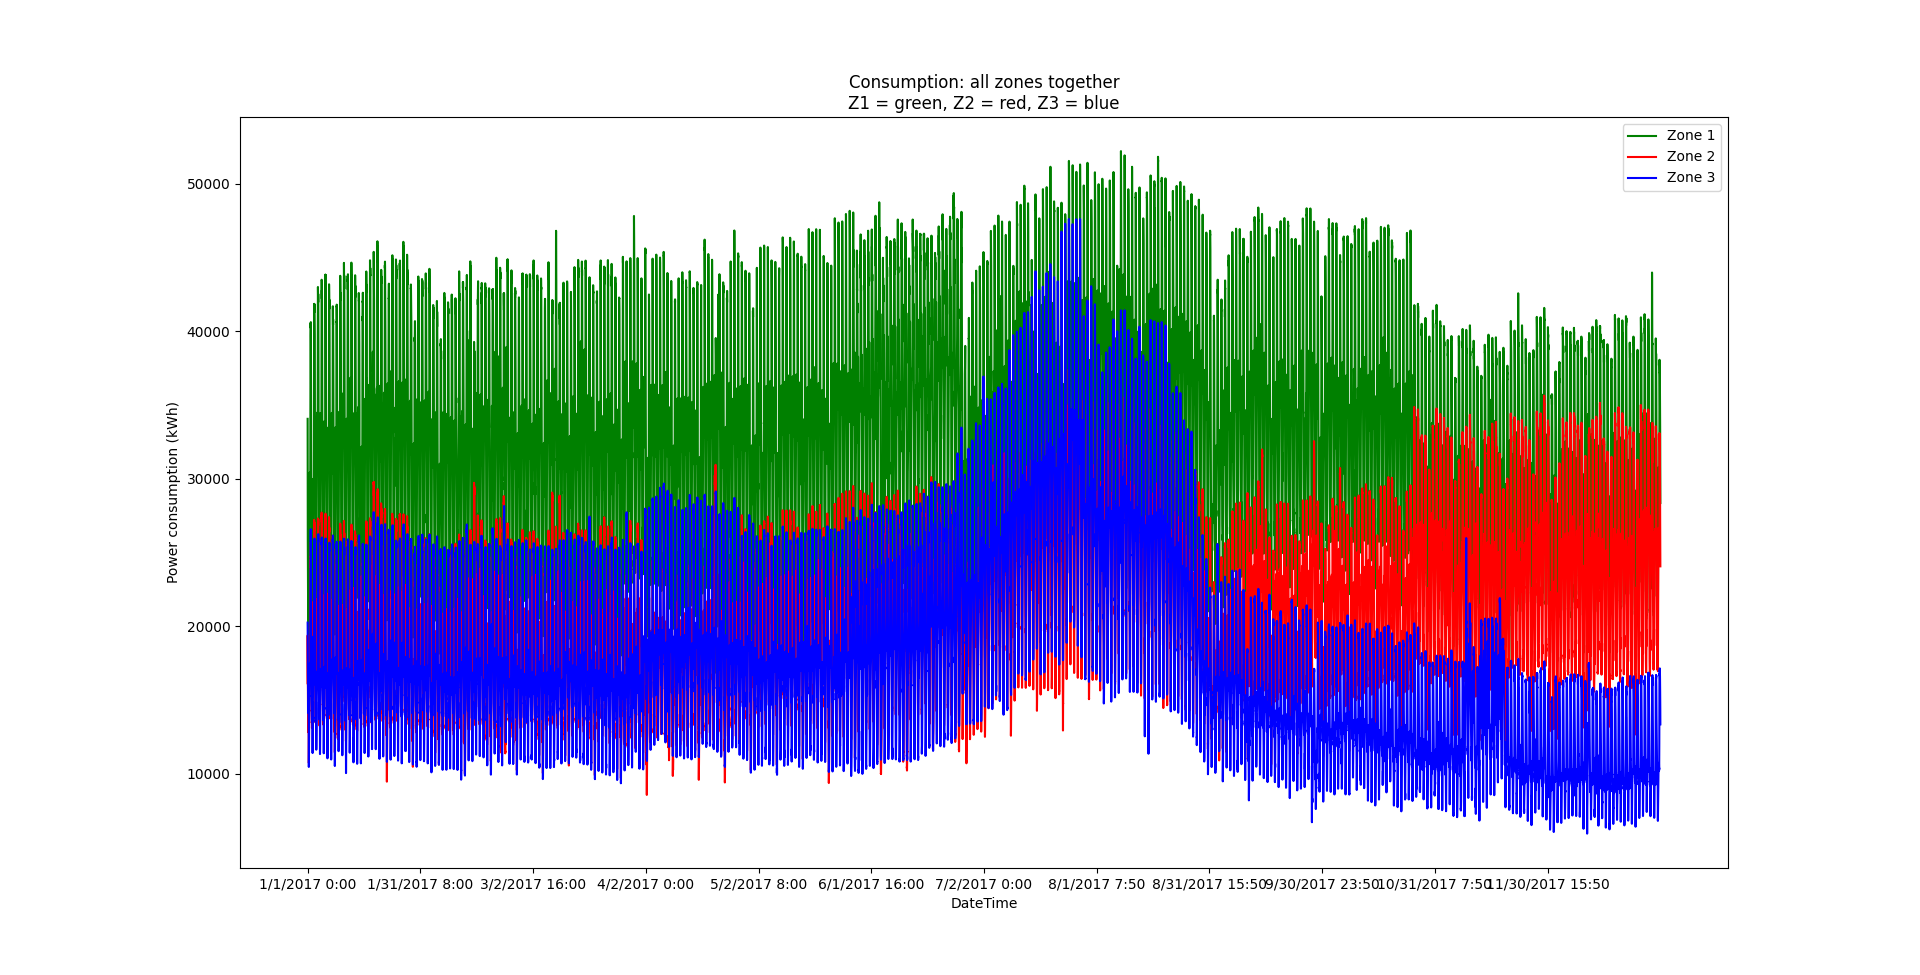 Consumption: all zones together
Z1 = green, Z2 = red, Z3 = blue
Zone 1
Zone 2
Zone 3
Power consumption (kWh)
50000
40000
30000
20000
10000
1/1/2017 0:00 1/31/2017 8:00 3/2/2017 16:00 4/2/2017 0:00 5/2/2017 8:00 6/1/2017 16:00 7/2/2017 0:00 8/1/2017 7:50 8/31/2017 15:50 9/30/2017 23:50 10/31/2017 7:50 11/30/2017 15:50
DateTime